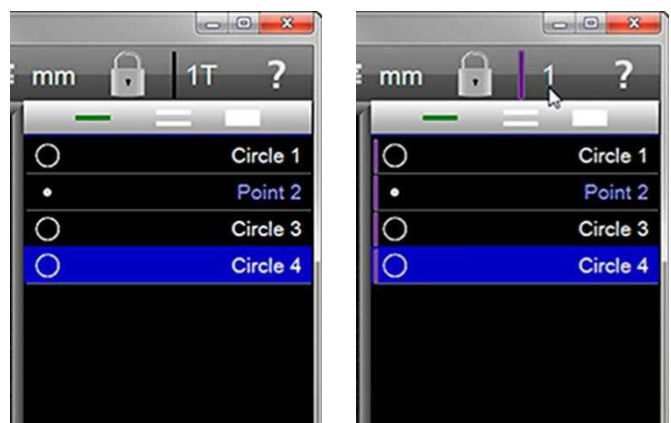 mm 1T ?
Circle 1
Point 2
Circle 3
Circle 4
mm 1 ?
Circle 1
Point 2
Circle 3
Circle 4